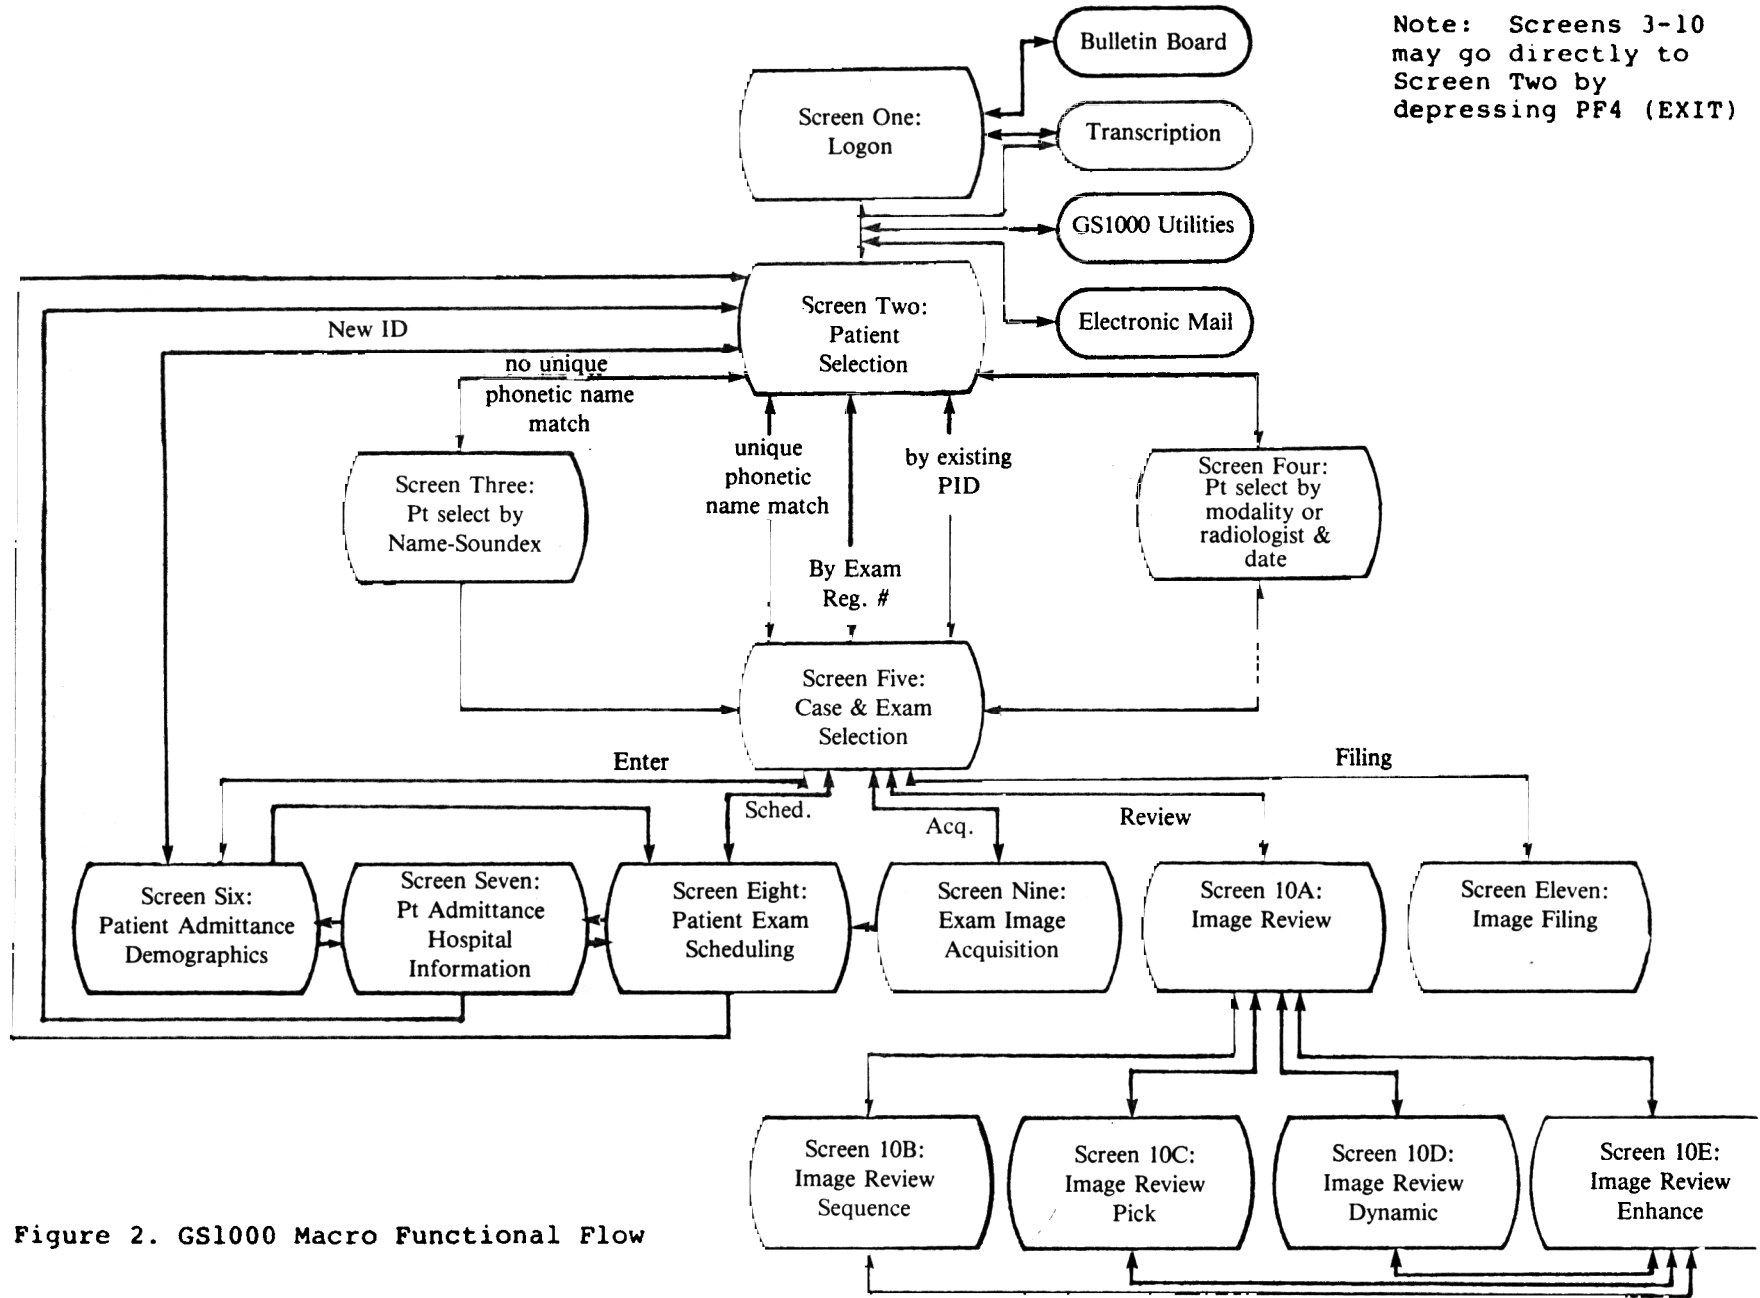 Note: Screens 3-10
may go directly to
Screen Two by
depressing PF4 (EXIT)
Bulletin Board
Screen One:
Logon
Transcription
GS1000 Utilities
Electronic Mail
Screen Two:
Patient
Selection
New ID
no unique
phonetic name
match
unique
phonetic
name match
by existing
PID
By Exam
Reg. #
Screen Three:
Pt select by
Name-Soundex
Screen Four:
Pt select by
modality or
radiologist &
date
Screen Five:
Case & Exam
Selection
Enter
Sched.
Acq.
Review
Filing
Screen Six:
Patient Admittance
Demographics
Screen Seven:
Pt Admittance
Hospital
Information
Screen Eight:
Patient Exam
Scheduling
Screen Nine:
Exam Image
Acquisition
Screen 10A:
Image Review
Screen Eleven:
Image Filing
Screen 10B:
Image Review
Sequence
Screen 10C:
Image Review
Pick
Screen 10D:
Image Review
Dynamic
Screen 10E:
Image Review
Enhance
Figure 2. GS1000 Macro Functional Flow